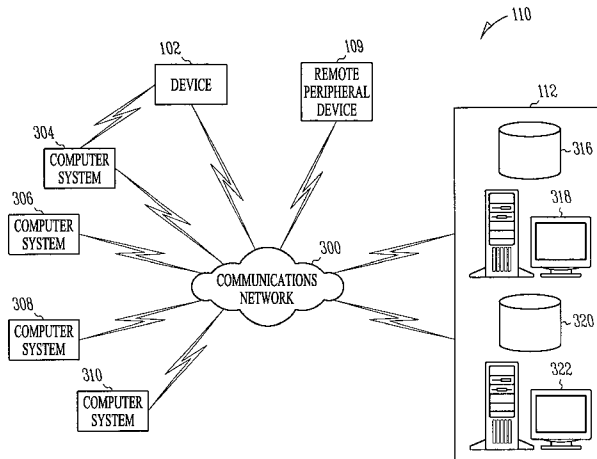 110
102
DEVICE
109
REMOTE
PERIPHERAL
DEVICE
112
316
304
COMPUTER
SYSTEM
306
COMPUTER
SYSTEM
318
300
COMMUNICATIONS
NETWORK
308
COMPUTER
SYSTEM
320
310
COMPUTER
SYSTEM
322